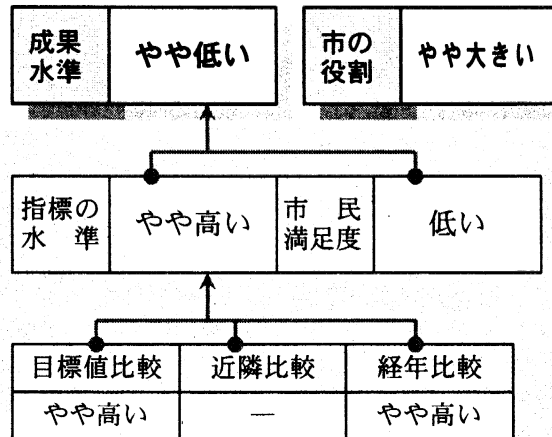 成果
水準
やや低い
市の
役割
やや大きい
指標の
水 準
やや高い
市 民
満足度
低い
目標値比較 近隣比較 経年比較
やや高い — やや高い